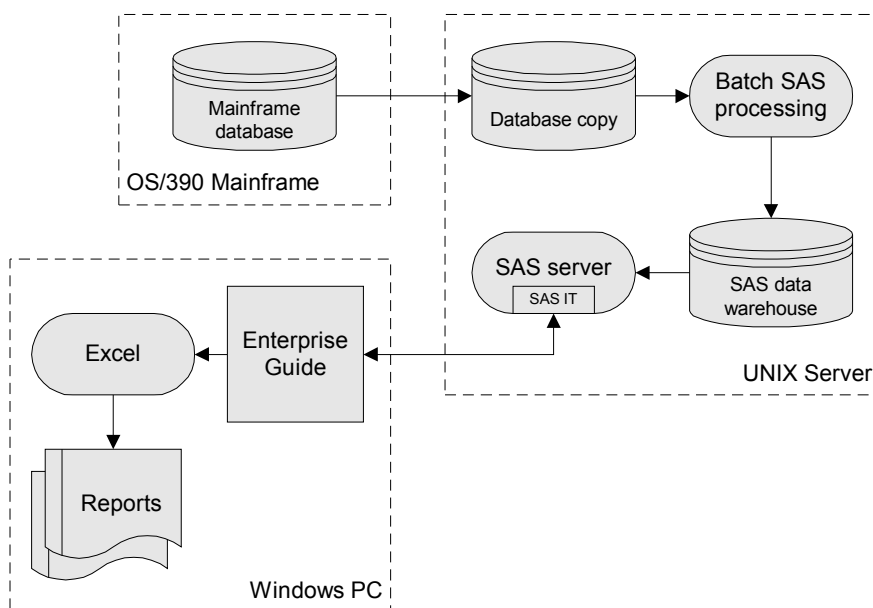 Mainframe
database
OS/390 Mainframe
Database copy
Batch SAS
processing
SAS server
SAS IT
SAS data
warehouse
UNIX Server
Enterprise
Guide
Excel
Reports
Windows PC